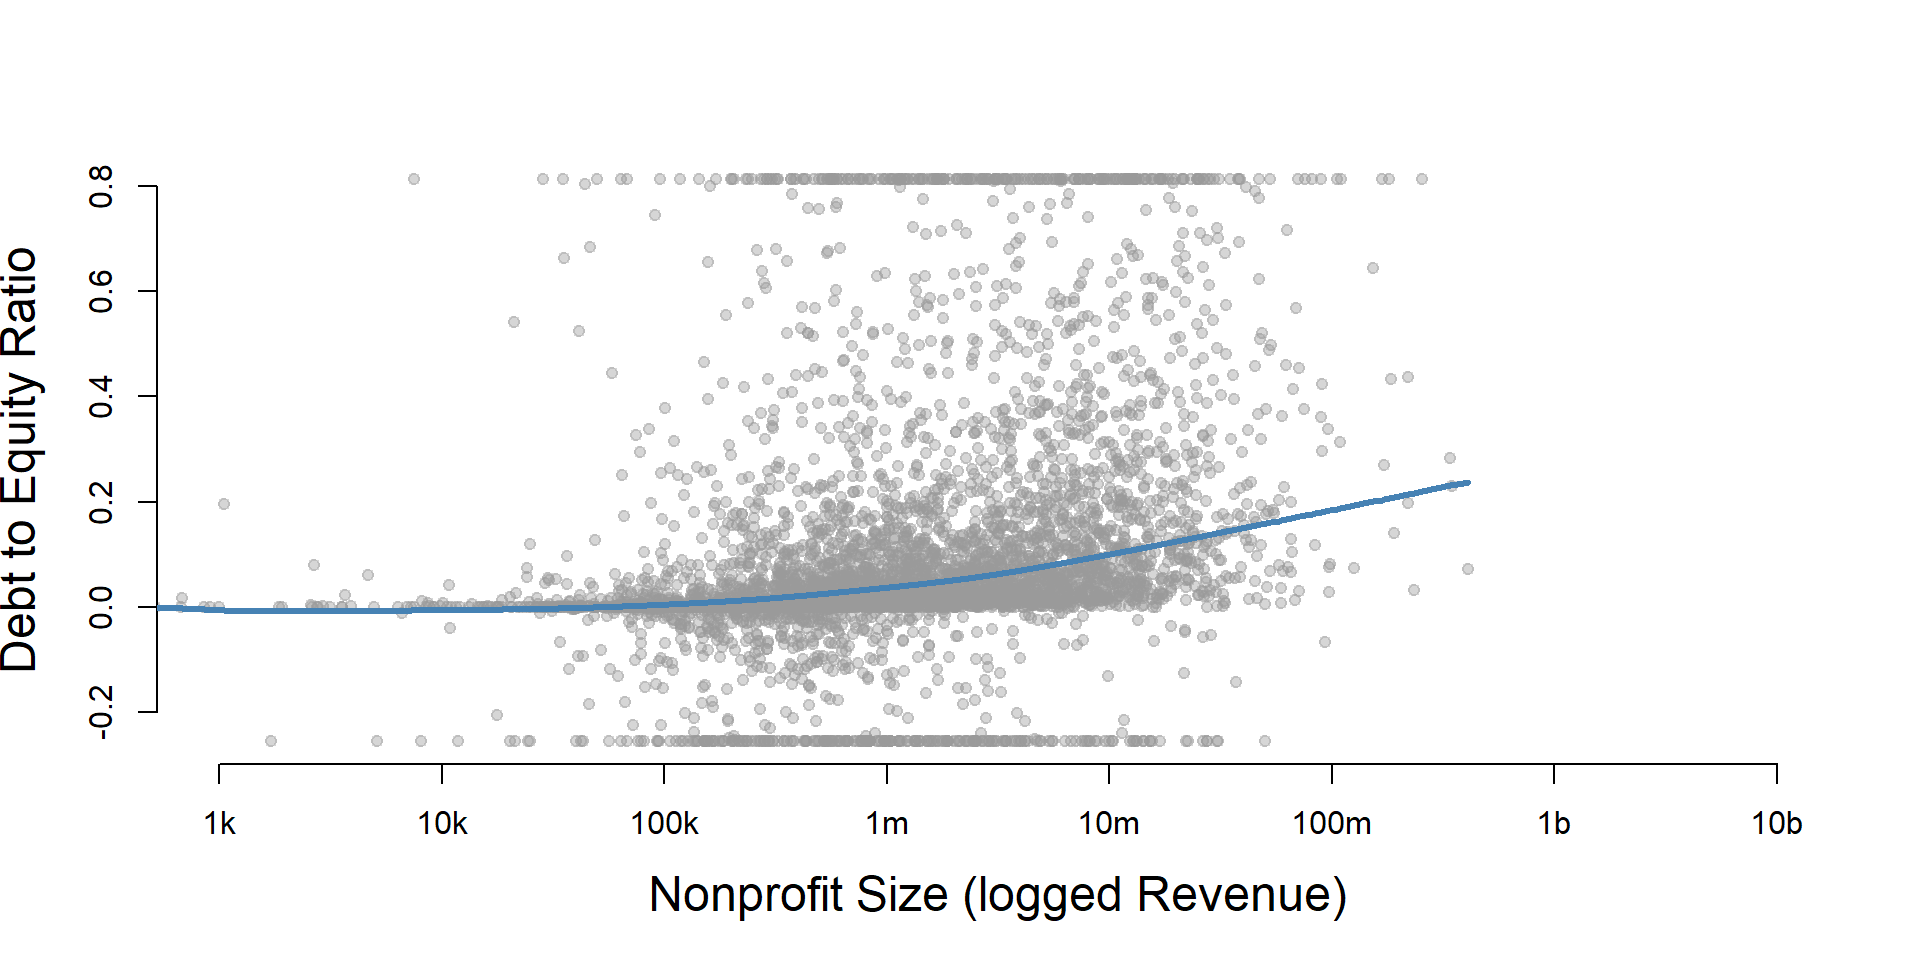 Debt to Equity Ratio
0.8
0.6
0.4
0.2
0.0
-0.2
1k 10k 100k 1m 10m 100m 1b 10b
Nonprofit Size (logged Revenue)